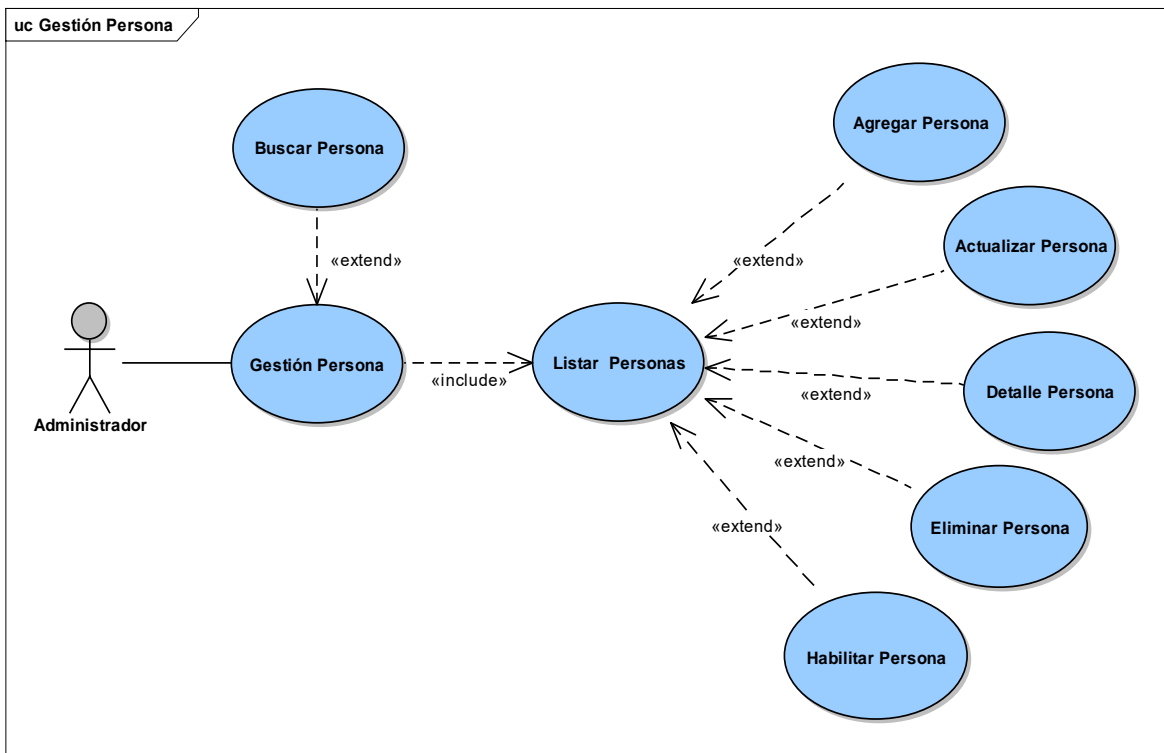 uc Gestión Persona
Buscar Persona
«extend»
Administrador
Gestión Persona
«include»
Listar  Personas
Agregar Persona
«extend»
Actualizar Persona
«extend»
Detalle Persona
«extend»
Eliminar Persona
«extend»
Habilitar Persona
«extend»